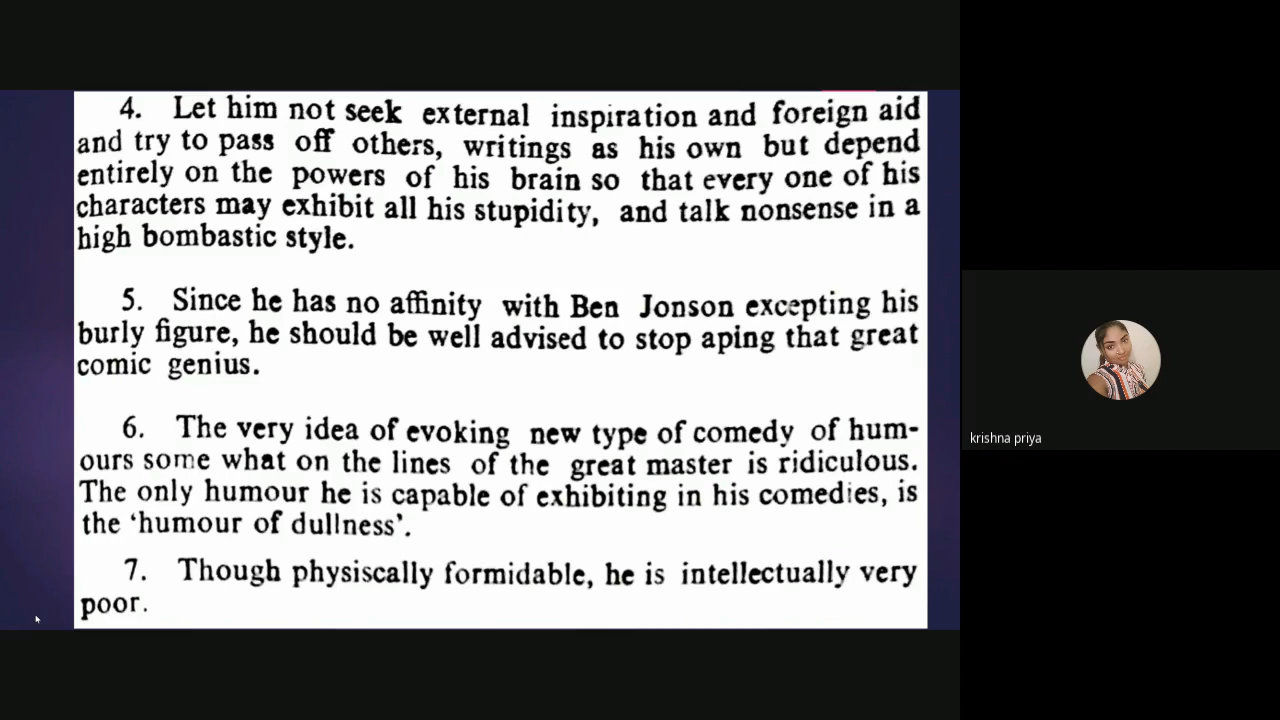 4. Let him not seek external inspiration and foreign aid
and try to pass off others, writings as his own but depend
entirely on the powers of his brain so that every one of his
characters may exhibit all his stupidity, and talk nonsense in a
high bombastic style.
5. Since he has no affinity with Ben Jonson excepting his
burly figure, he should be well advised to stop aping that great
comic genius.
6. The very idea of evoking new type of comedy of hum-
ours some what on the lines of the great master is ridiculous.
The only humour he is capable of exhibiting in his comedies, is
the ‘humour of dullness’.
7. Though physiscally formidable, he is intellectually very
poor.
krishna priya